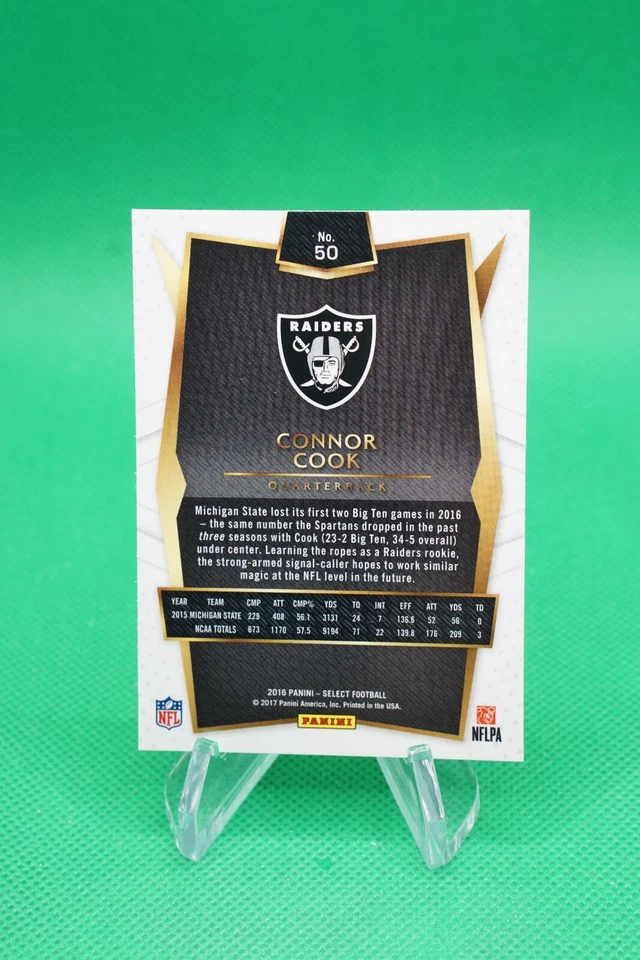 No.
50
RAIDERS
CONNOR
COOK
QUARTERBACK
Michigan State lost its first two Big Ten games in 2016
– the same number the Spartans dropped in the past
three seasons with Cook (23-2 Big Ten, 34-5 overall)
under center. Learning the ropes as a Raiders rookie,
the strong-armed signal-caller hopes to work similar
magic at the NFL level in the future.
YEAR TEAM CMP ATT CMP% YDS TD INT EFF ATT YDS TD
2015 MICHIGAN STATE 229 408 56.1 3131 24 7 136.6 52 56 0
NCAA TOTALS 673 1170 57.5 9194 71 22 139.8 176 209 3
2016 PANINI – SELECT FOOTBALL
© 2017 Panini America, Inc. Printed in the USA.
NFL
PANINI
NFLPA